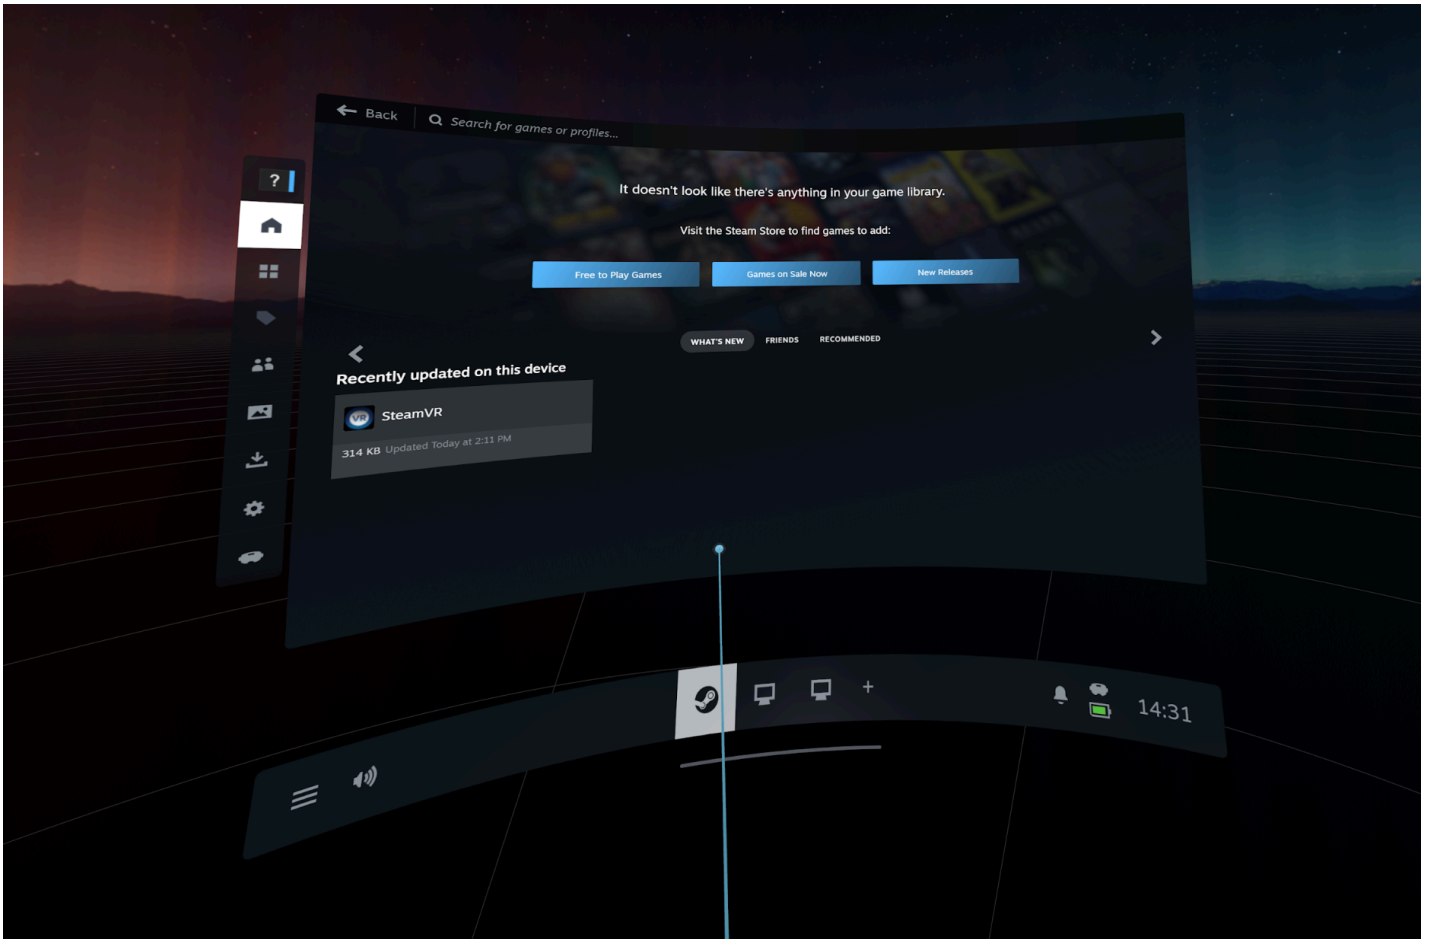 Back
Search for games or profiles...
?
It doesn't look like there's anything in your game library.
Visit the Steam Store to find games to add:
Free to Play Games
Games on Sale Now
New Releases
WHAT'S NEW
FRIENDS
RECOMMENDED
Recently updated on this device
VR
SteamVR
314 KB Updated Today at 2:11 PM
+
14:31